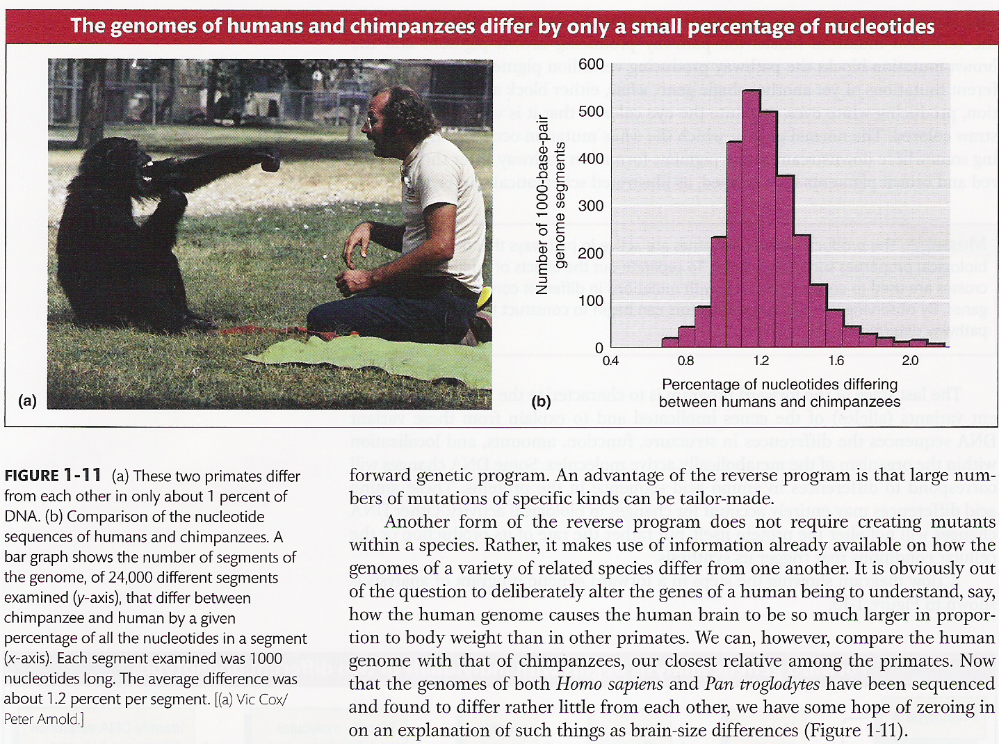 The genomes of humans and chimpanzees differ by only a small percentage of nucleotides
(a)
Number of 1000-base-pair
genome segments
600
500
400
300
200
100
0
0.4 0.8 1.2 1.6 2.0
Percentage of nucleotides differing
between humans and chimpanzees
(b)
FIGURE 1-11 (a) These two primates differ
from each other in only about 1 percent of
DNA. (b) Comparison of the nucleotide
sequences of humans and chimpanzees. A
bar graph shows the number of segments of
the genome, of 24,000 different segments
examined (y-axis), that differ between
chimpanzee and human by a given
percentage of all the nucleotides in a segment
(x-axis). Each segment examined was 1000
nucleotides long. The average difference was
about 1.2 percent per segment. [(a) Vic Cox/
Peter Arnold.]
forward genetic program. An advantage of the reverse program is that large num-
bers of mutations of specific kinds can be tailor-made.
Another form of the reverse program does not require creating mutants
within a species. Rather, it makes use of information already available on how the
genomes of a variety of related species differ from one another. It is obviously out
of the question to deliberately alter the genes of a human being to understand, say,
how the human genome causes the human brain to be so much larger in propor-
tion to body weight than in other primates. We can, however, compare the human
genome with that of chimpanzees, our closest relative among the primates. Now
that the genomes of both Homo sapiens and Pan troglodytes have been sequenced
and found to differ rather little from each other, we have some hope of zeroing in
on an explanation of such things as brain-size differences (Figure 1-11).